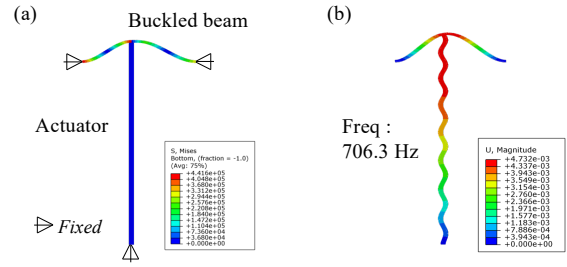 (a)
Buckled beam
Actuator
Fixed
S, Mises
Bottom, (fraction = -1.0)
(Avg: 75%)
+4.416e+05
+4.048e+05
+3.680e+05
+3.312e+05
+2.944e+05
+2.576e+05
+2.208e+05
+1.840e+05
+1.472e+05
+1.104e+05
+7.360e+04
+3.680e+04
+0.000e+00
(b)
Freq :
706.3 Hz
U, Magnitude
+4.732e-03
+4.337e-03
+3.943e-03
+3.549e-03
+3.154e-03
+2.760e-03
+2.366e-03
+1.971e-03
+1.577e-03
+1.183e-03
+7.886e-04
+3.943e-04
+0.000e+00